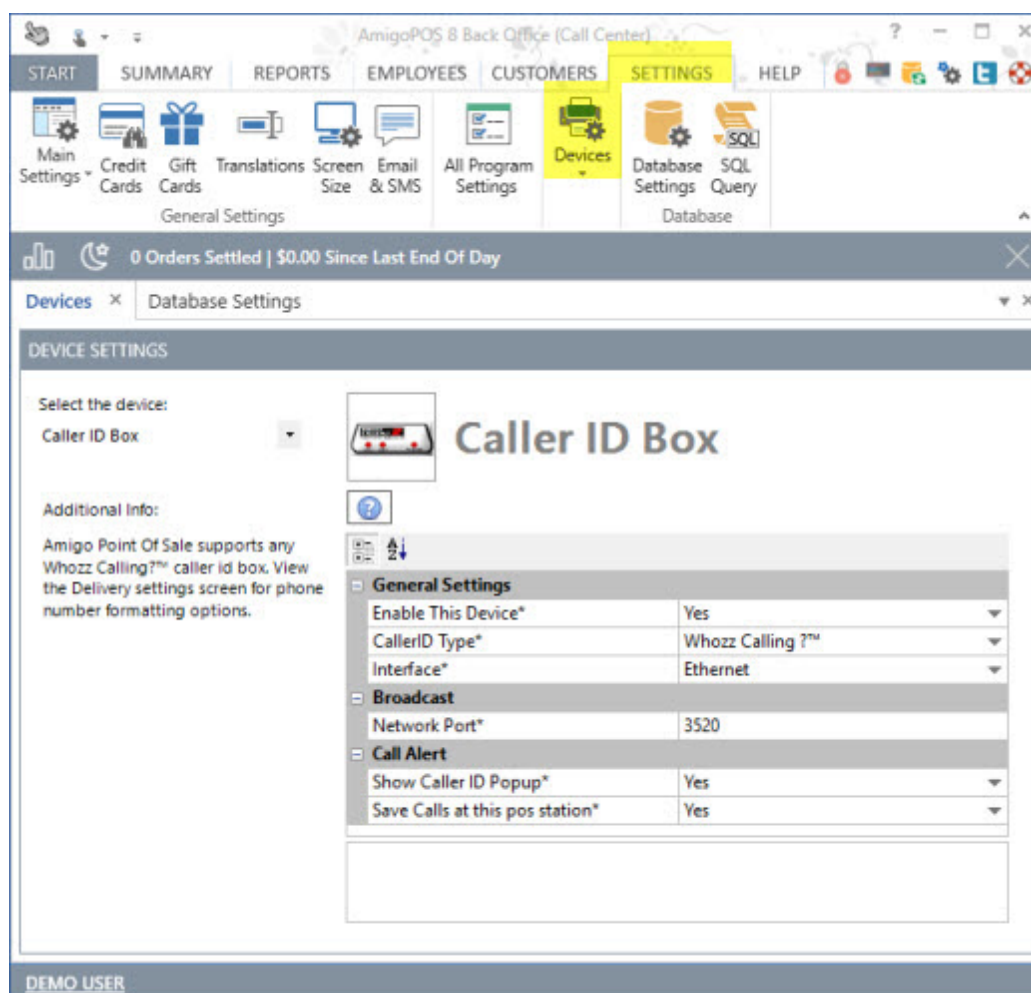 AmigoPOS 8 Back Office (Call Center)
START SUMMARY REPORTS EMPLOYEES CUSTOMERS SETTINGS HELP
Main Settings
Credit Cards
Gift Cards
Translations
Screen Size
Email & SMS
All Program Settings
Devices
Database Settings
SQL
SQL Query
General Settings
Database
0 Orders Settled | $0.00 Since Last End Of Day
Devices
Database Settings
DEVICE SETTINGS
Select the device:
Caller ID Box
Caller ID Box
Additional Info:
Amigo Point Of Sale supports any
Whozz Calling?™ caller id box. View
the Delivery settings screen for phone
number formatting options.
General Settings
Enable This Device* Yes
CallerID Type* Whozz Calling ?™
Interface* Ethernet
Broadcast
Network Port* 3520
Call Alert
Show Caller ID Popup* Yes
Save Calls at this pos station* Yes
DEMO USER